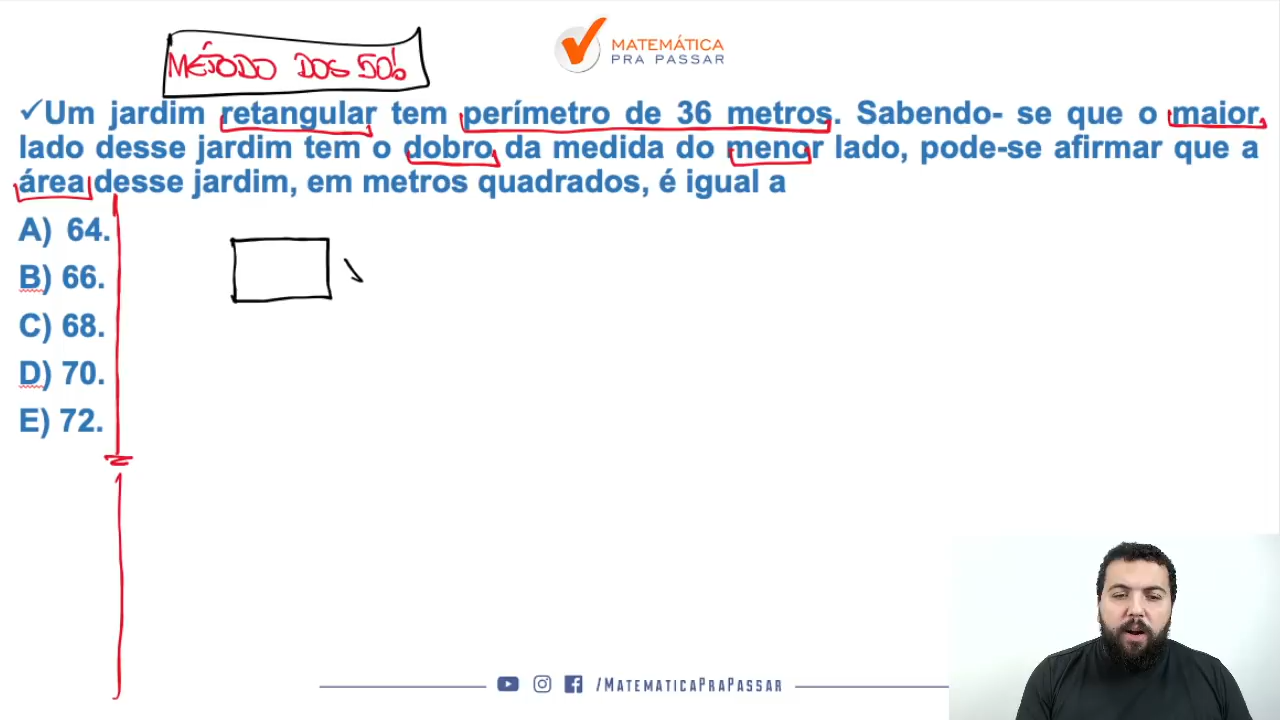 MÉTODO DOS 50%
MATEMÁTICA
PRA PASSAR
✓Um jardim retangular tem perímetro de 36 metros. Sabendo- se que o maior
lado desse jardim tem o dobro da medida do menor lado, pode-se afirmar que a
área desse jardim, em metros quadrados, é igual a
A) 64.
B) 66.
C) 68.
D) 70.
E) 72.
/MATEMATICAPRAPASSAR